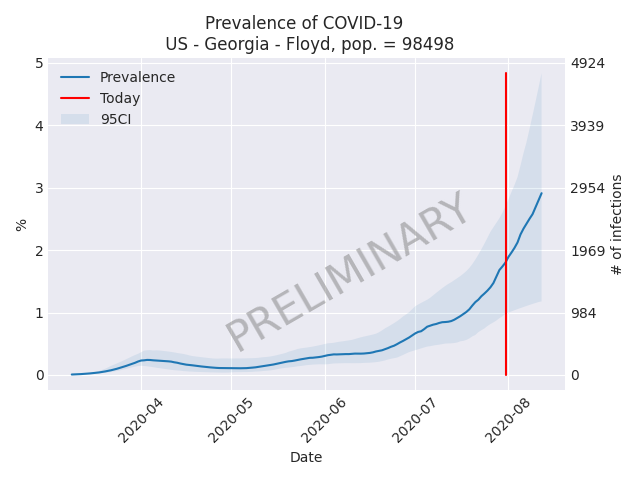 Prevalence of COVID-19
US - Georgia - Floyd, pop. = 98498
Prevalence
Today
95CI
5
4
3
2
1
0
%
4924
3939
2954
1969
984
0
# of infections
PRELIMINARY
2020-04
2020-05
2020-06
2020-07
2020-08
Date